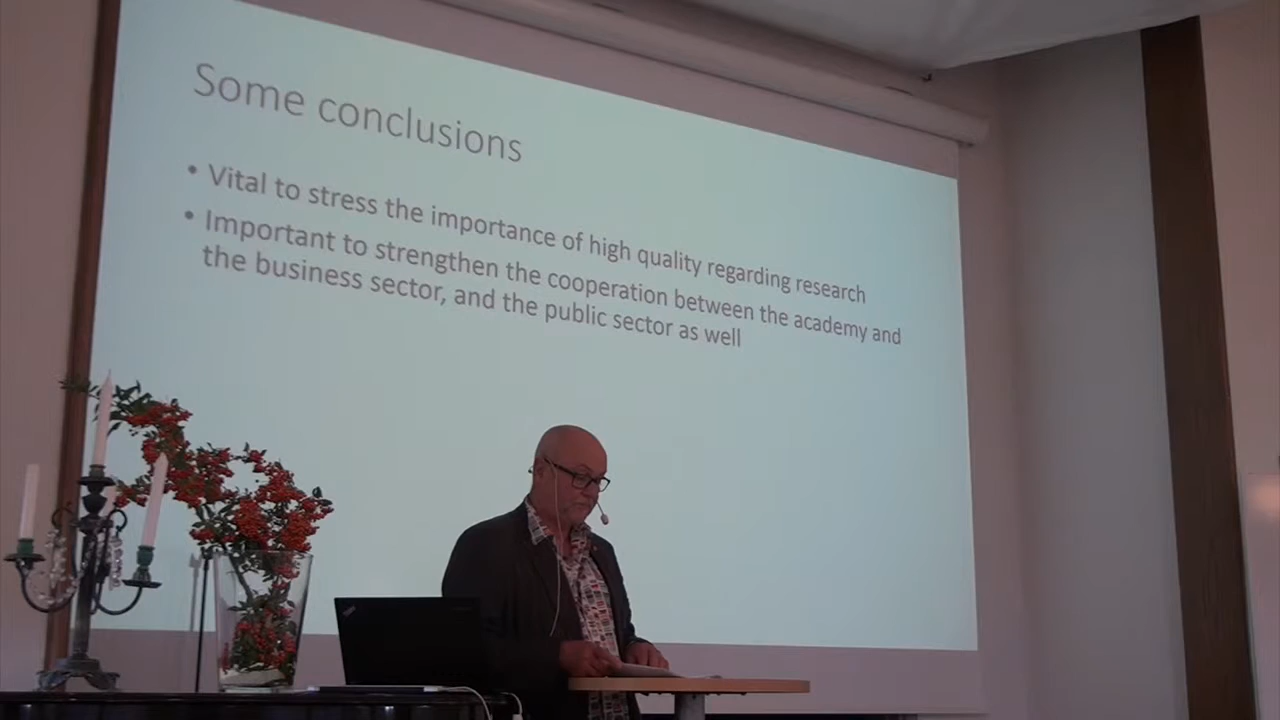 Some conclusions
• Vital to stress the importance of high quality regarding research
• Important to strengthen the cooperation between the academy and
the business sector, and the public sector as well